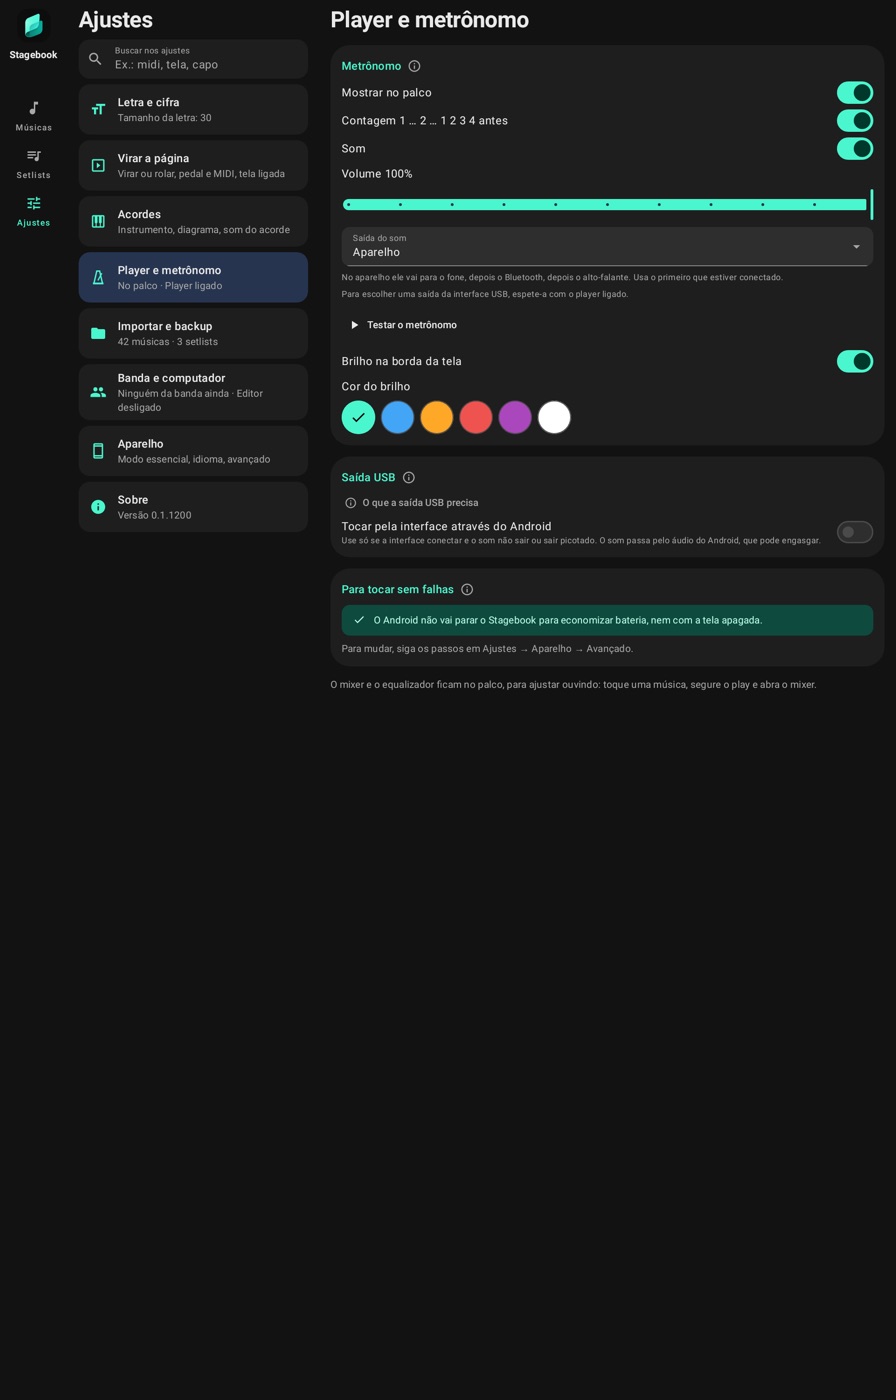 Stagebook
Músicas
Setlists
Ajustes
Ajustes
Buscar nos ajustes
Ex.: midi, tela, capo
Letra e cifra
Tamanho da letra: 30
Virar a página
Virar ou rolar, pedal e MIDI, tela ligada
Acordes
Instrumento, diagrama, som do acorde
Player e metrônomo
No palco · Player ligado
Importar e backup
42 músicas · 3 setlists
Banda e computador
Ninguém da banda ainda · Editor
desligado
Aparelho
Modo essencial, idioma, avançado
Sobre
Versão 0.1.1200
Player e metrônomo
Metrônomo
Mostrar no palco
Contagem 1 … 2 … 1 2 3 4 antes
Som
Volume 100%
Saída do som
Aparelho
No aparelho ele vai para o fone, depois o Bluetooth, depois o alto-falante. Usa o primeiro que estiver conectado.
Para escolher uma saída da interface USB, espete-a com o player ligado.
Testar o metrônomo
Brilho na borda da tela
Cor do brilho
Saída USB
O que a saída USB precisa
Tocar pela interface através do Android
Use só se a interface conectar e o som não sair ou sair picotado. O som passa pelo áudio do Android, que pode engasgar.
Para tocar sem falhas
O Android não vai parar o Stagebook para economizar bateria, nem com a tela apagada.
Para mudar, siga os passos em Ajustes → Aparelho → Avançado.
O mixer e o equalizador ficam no palco, para ajustar ouvindo: toque uma música, segure o play e abra o mixer.